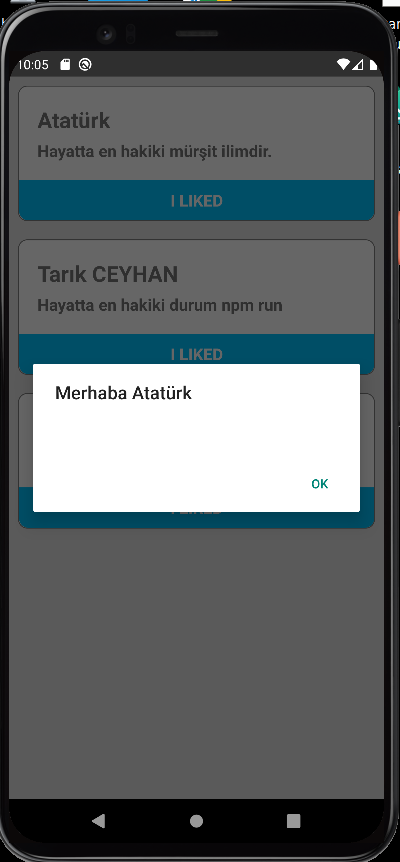 10:05
Atatürk
Hayatta en hakiki mürşit ilimdir.
I LIKED
Tarık CEYHAN
Hayatta en hakiki durum npm run
I LIKED
Merhaba Atatürk
OK